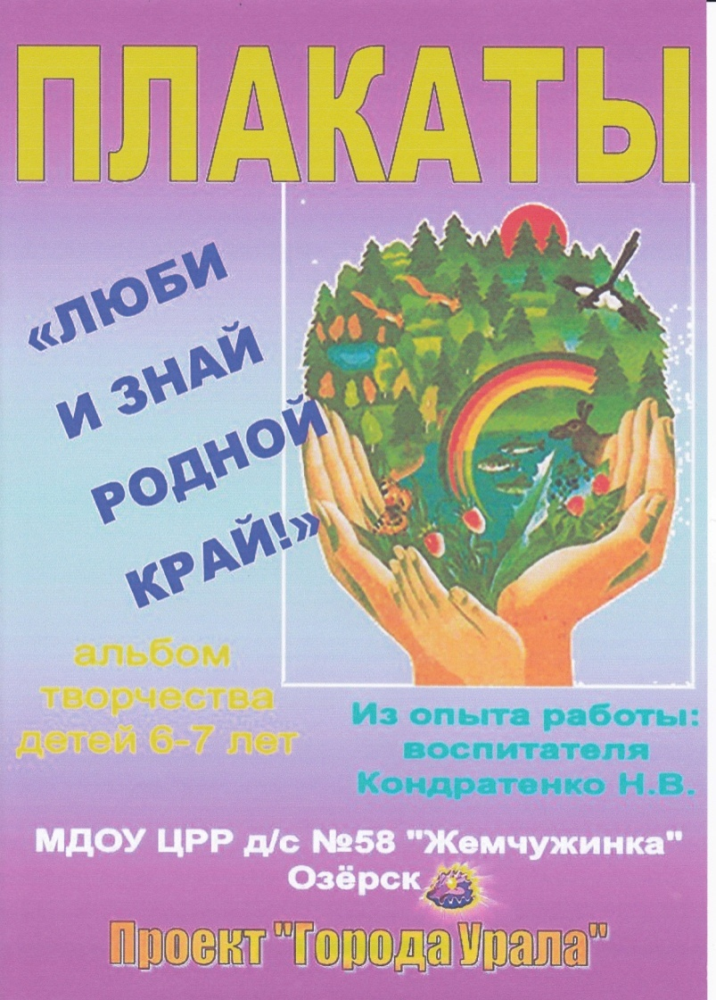 ПЛАКАТЫ
«ЛЮБИ
И ЗНАЙ
РОДНОЙ
КРАЙ!»
альбом
творчества
детей 6-7 лет
Из опыта работы:
воспитателя
Кондратенко Н.В.
МДОУ ЦРР д/с №58 "Жемчужинка"
Озёрск
Проект "Города Урала"